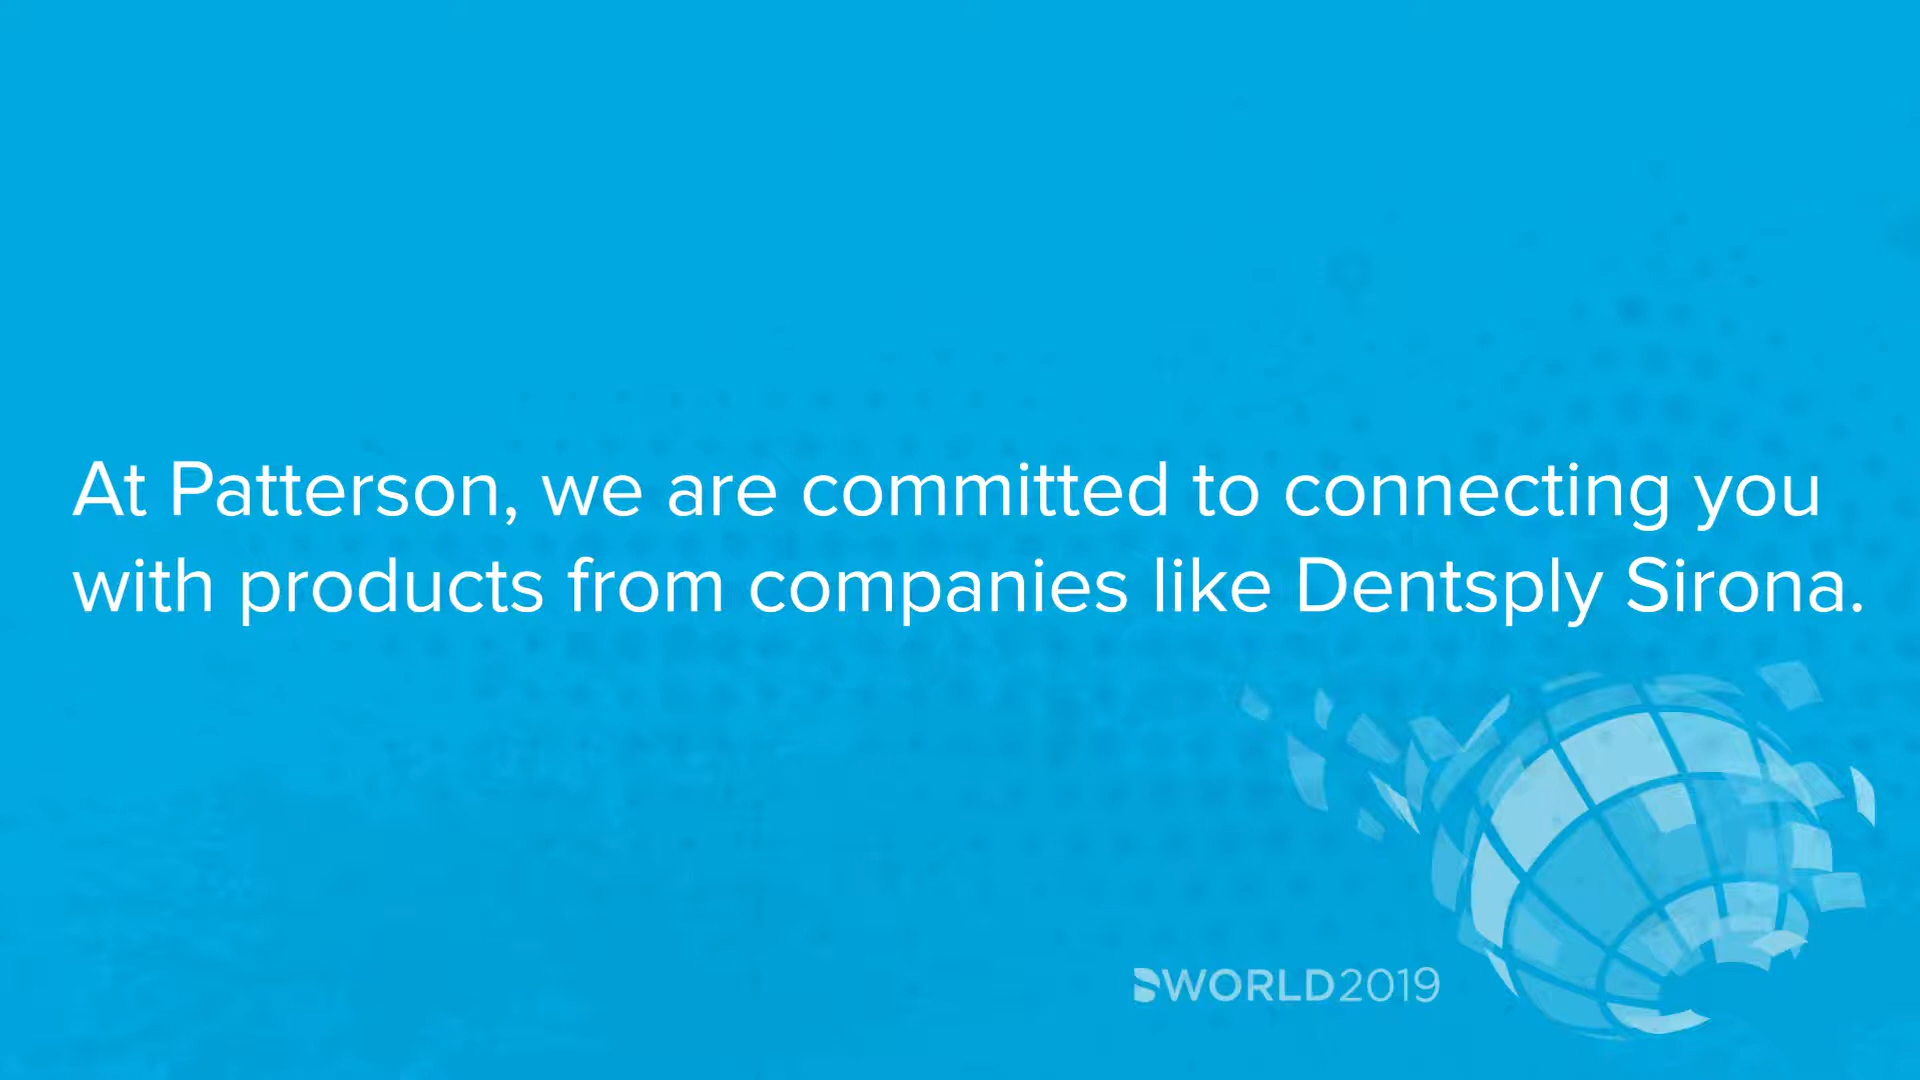 At Patterson, we are committed to connecting you
with products from companies like Dentsply Sirona.
WORLD2019